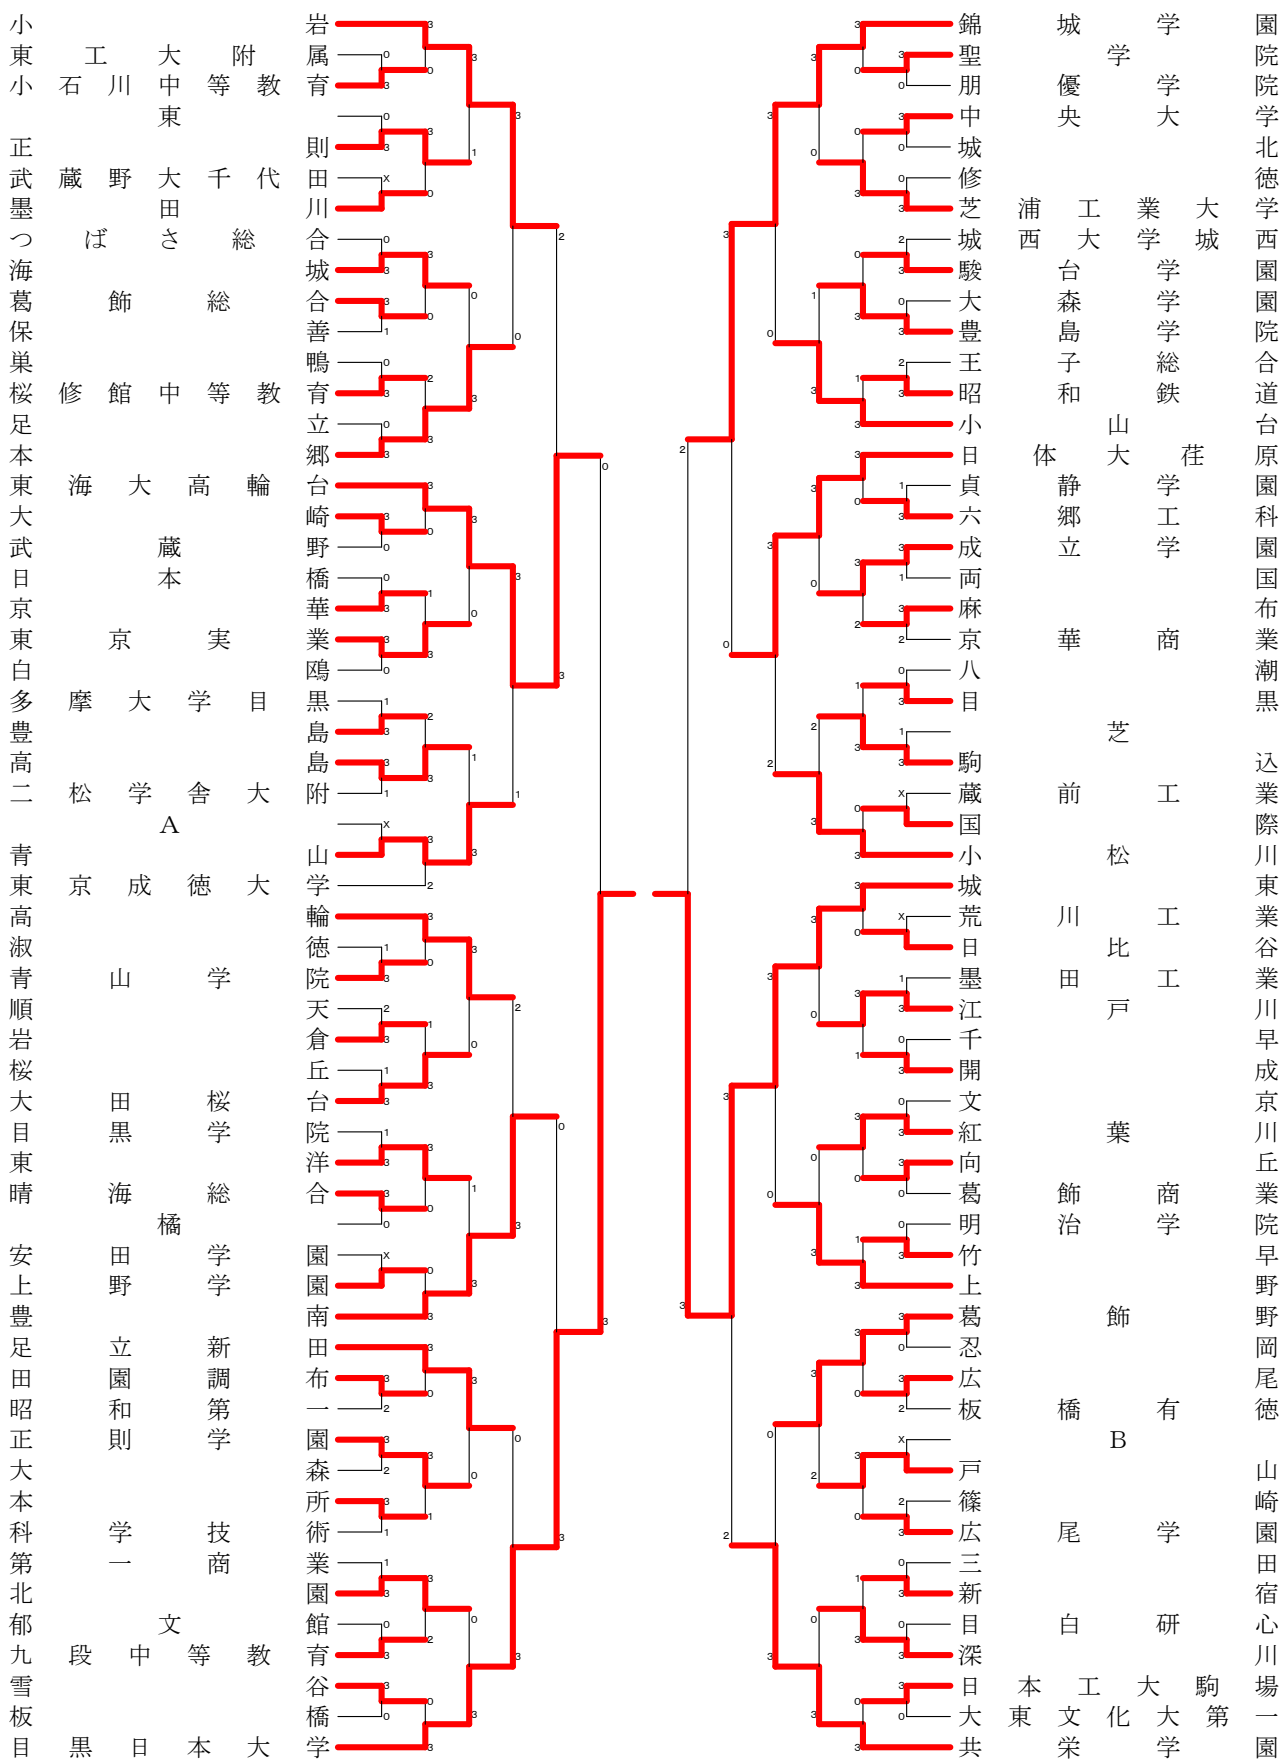 小岩
東工大附属
小石川中等教育
東
正則
武蔵野大千代田
墨田川
つばさ総合
海城
葛飾総合
保善
巣鴨
桜修館中等教育
足立
本郷
東海大高輪台
大崎
武蔵野
日本橋
京華
東京実業
白鴎
多摩大学目黒
豊島
高島
二松学舎大附
A
青山
東京成徳大学
高輪
淑徳
青山学院
順天
岩倉
桜丘
大田桜台
目黒学院
東洋
晴海総合
橘
安田学園
上野学園
豊南
足立新田
田園調布
昭和第一
正則学園
大森
本所
科学技術
第一商業
北園
郁文館
九段中等教育
雪谷
板橋
目黒日本大学
錦城学園
聖学院
朋優学院
中央大学
城北
修徳
芝浦工業大学
城西大学城西
駿台学園
大森学園
豊島学院
王子総合
昭和鉄道
小山台
日体大荏原
貞静学園
六郷工科
成立学園
両国
麻布
京華商業
八潮
目黒
芝
駒込
蔵前工業
国際
小松川
城東
荒川工業
日比谷
墨田工業
江戸川
千早
開成
文京
紅葉川
向丘
葛飾商業
明治学院
竹早
上野
葛飾野
忍岡
広尾
板橋有徳
B
戸山
篠崎
広尾学園
三田
新宿
目白研心
深川
日本工大駒場
大東文化大第一
共栄学園